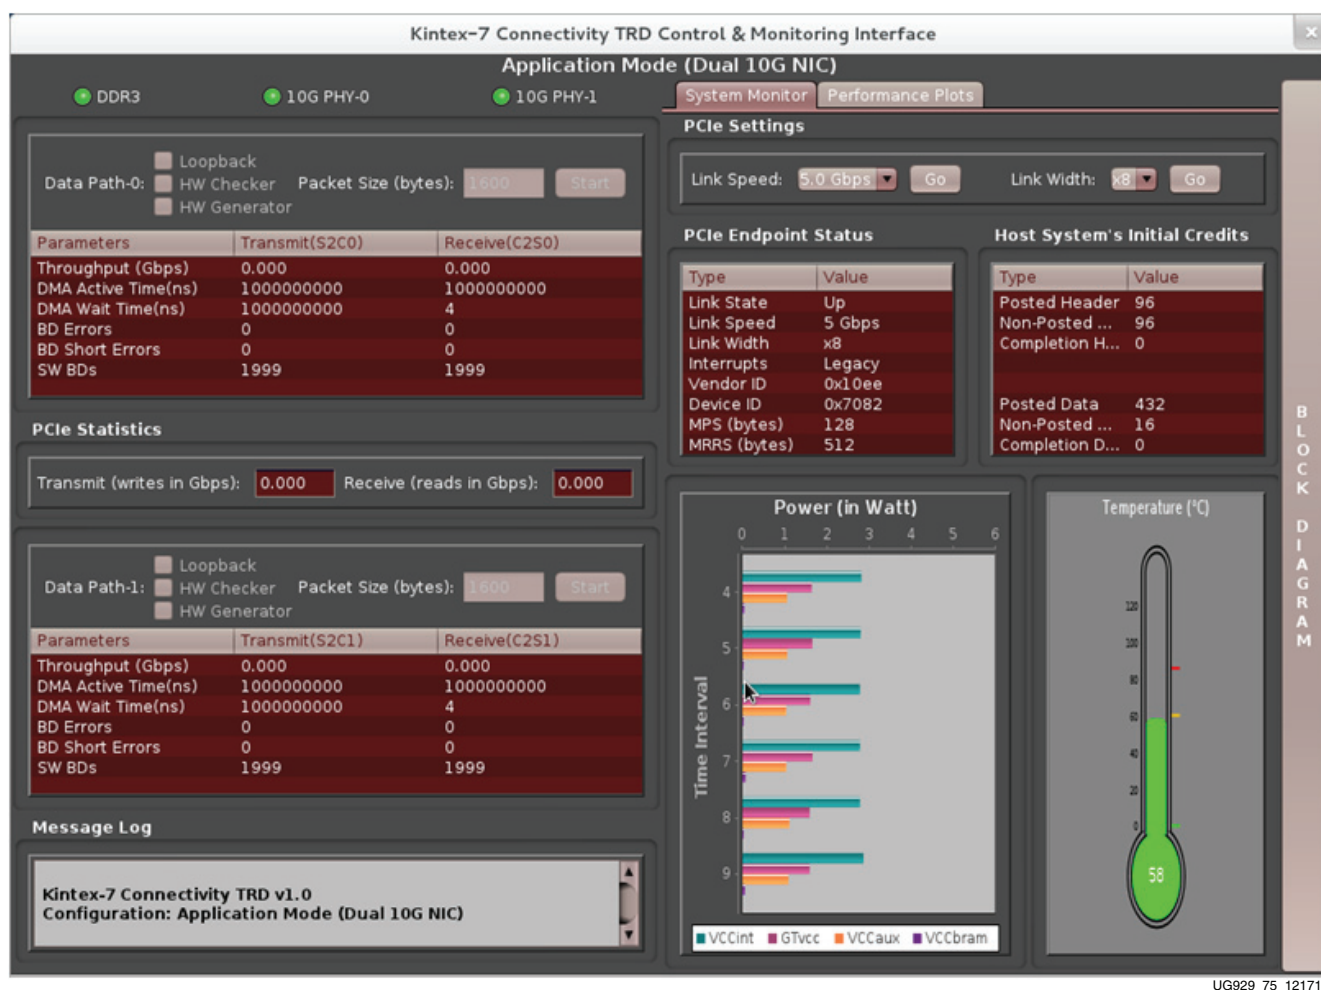 Kintex-7 Connectivity TRD Control & Monitoring Interface
Application Mode (Dual 10G NIC)
DDR3 10G PHY-0 10G PHY-1
Data Path-0: Loopback
HW Checker
HW Generator
Packet Size (bytes): 1600 Start
Parameters Transmit(S2C0) Receive(C2S0)
Throughput (Gbps) 0.000 0.000
DMA Active Time(ns) 1000000000 1000000000
DMA Wait Time(ns) 1000000000 4
BD Errors 0 0
BD Short Errors 0 0
SW BDs 1999 1999
PCIe Statistics
Transmit (writes in Gbps): 0.000 Receive (reads in Gbps): 0.000
Data Path-1: Loopback
HW Checker
HW Generator
Packet Size (bytes): 1600 Start
Parameters Transmit(S2C1) Receive(C2S1)
Throughput (Gbps) 0.000 0.000
DMA Active Time(ns) 1000000000 1000000000
DMA Wait Time(ns) 1000000000 4
BD Errors 0 0
BD Short Errors 0 0
SW BDs 1999 1999
Message Log
Kintex-7 Connectivity TRD v1.0
Configuration: Application Mode (Dual 10G NIC)
System Monitor Performance Plots
PCIe Settings
Link Speed: 5.0 Gbps Go Link Width: x8 Go
PCIe Endpoint Status
Type Value
Link State Up
Link Speed 5 Gbps
Link Width x8
Interrupts Legacy
Vendor ID 0x10ee
Device ID 0x7082
MPS (bytes) 128
MRRS (bytes) 512
Host System's Initial Credits
Type Value
Posted Header 96
Non-Posted ... 96
Completion H... 0
Posted Data 432
Non-Posted ... 16
Completion D... 0
Power (in Watt)
0 1 2 3 4 5 6
Time Interval
4
5
6
7
8
9
VCCint GTvcc VCCaux VCCbram
Temperature (°C)
120
100
80
60
40
20
0
58
BLOCK DIAGRAM
UG929_75_12171